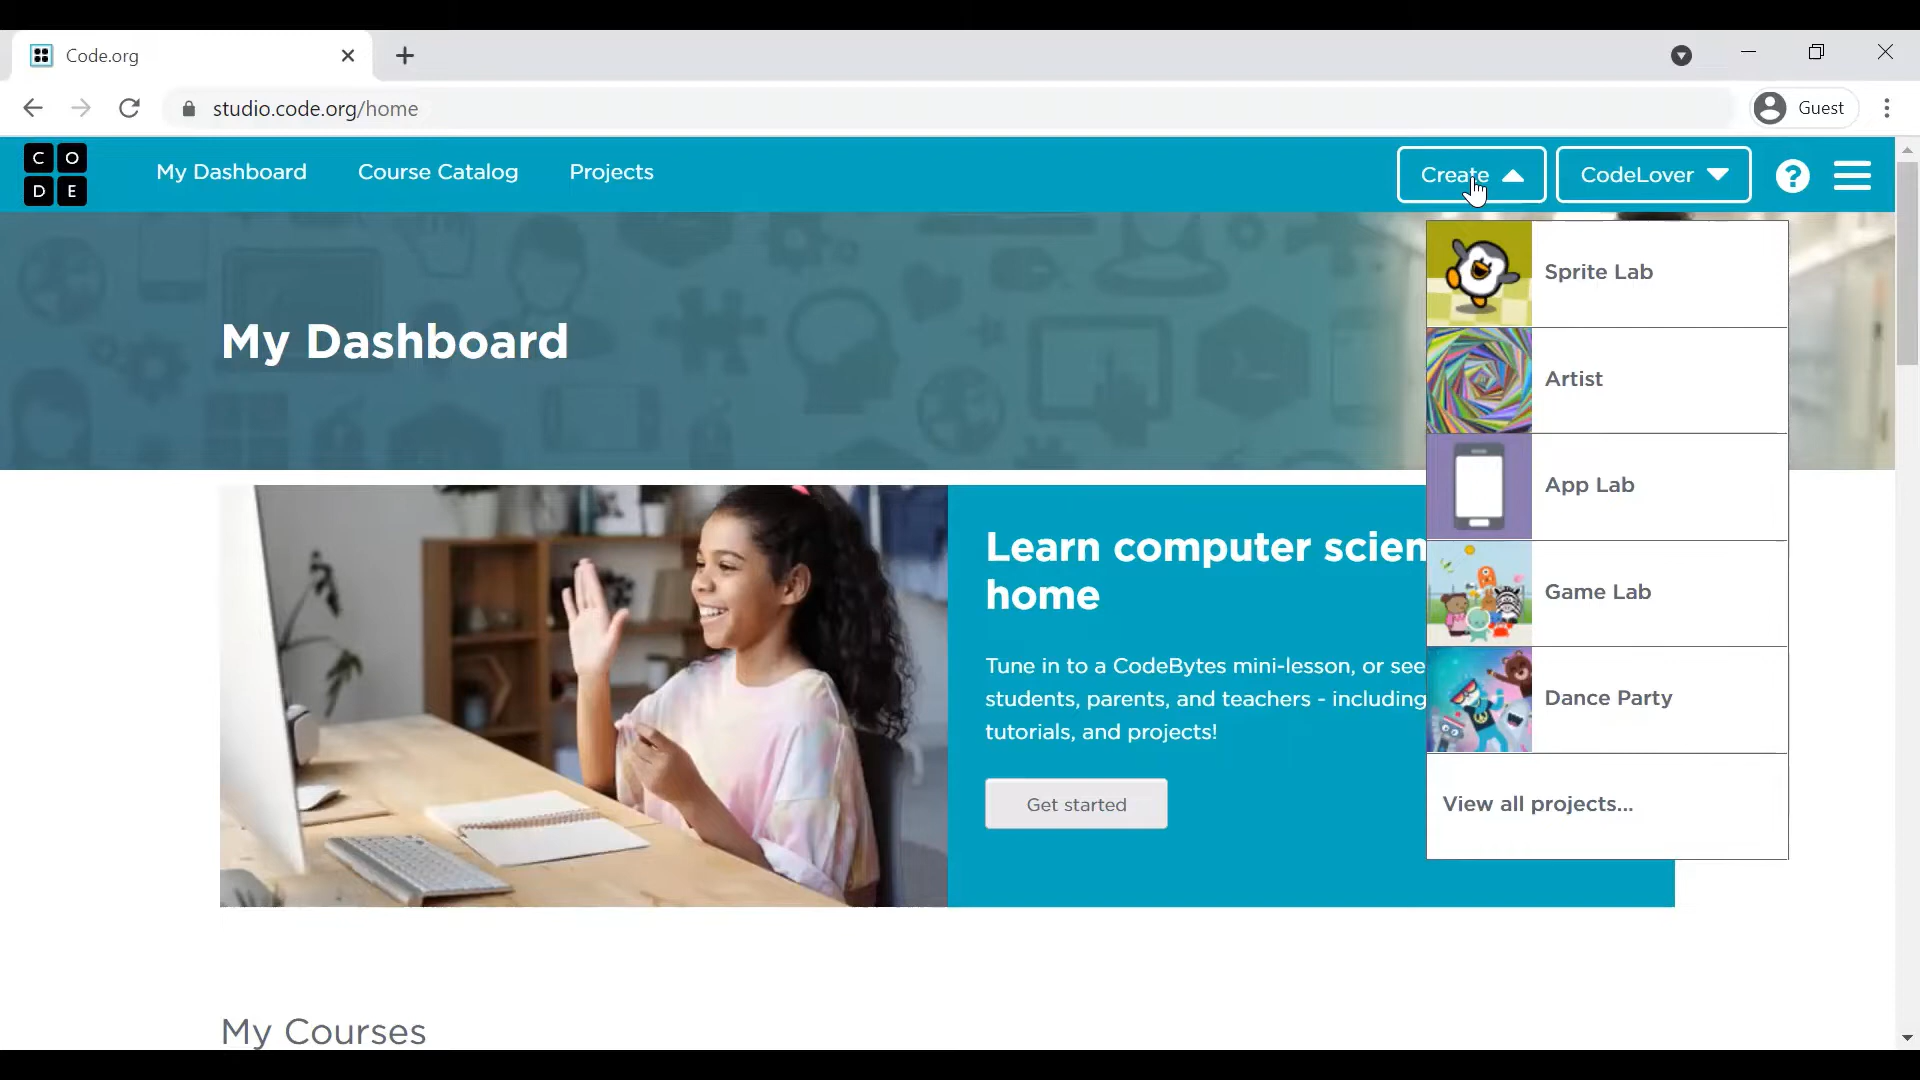 Code.org
studio.code.org/home
Guest
C O
D E
My Dashboard
Course Catalog
Projects
Create
CodeLover
?
Sprite Lab
My Dashboard
Artist
App Lab
Learn computer scien
home
Game Lab
Tune in to a CodeBytes mini-lesson, or see
students, parents, and teachers - including
tutorials, and projects!
Dance Party
Get started
View all projects...
My Courses